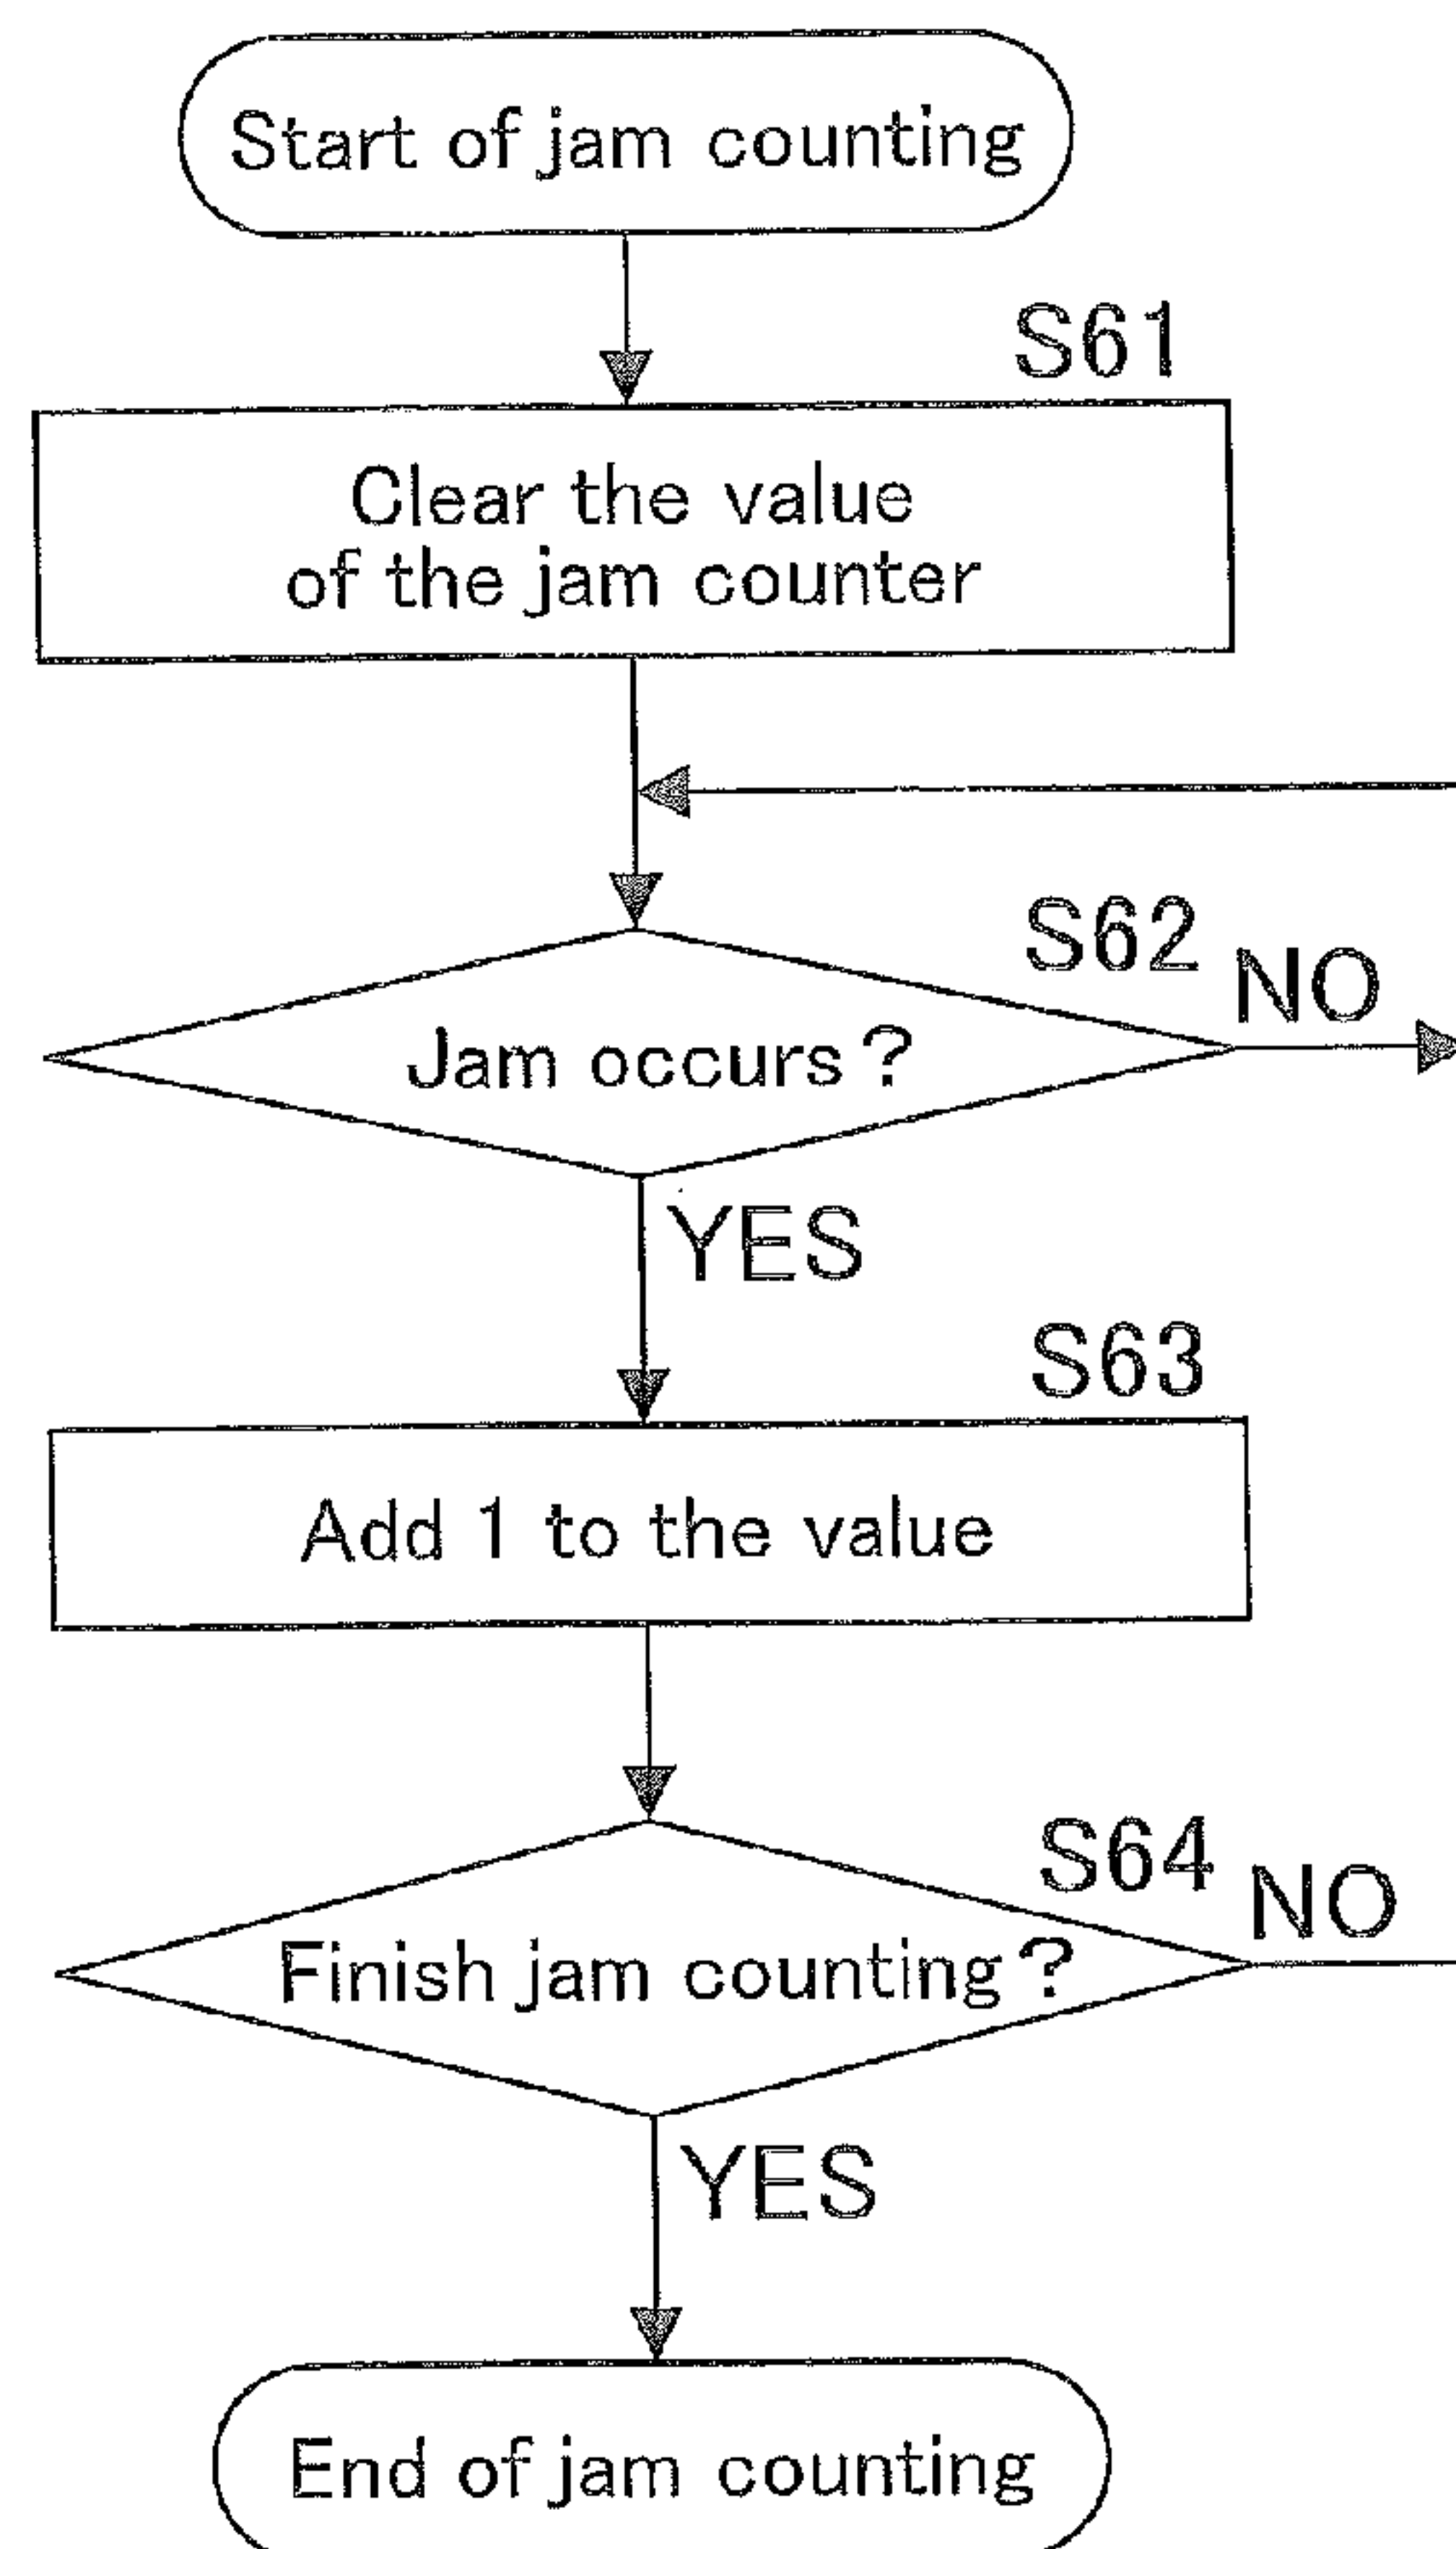 Start of jam counting
S61
Clear the value
of the jam counter
S62
NO
Jam occurs?
YES
S63
Add 1 to the value
S64
NO
Finish jam counting?
YES
End of jam counting